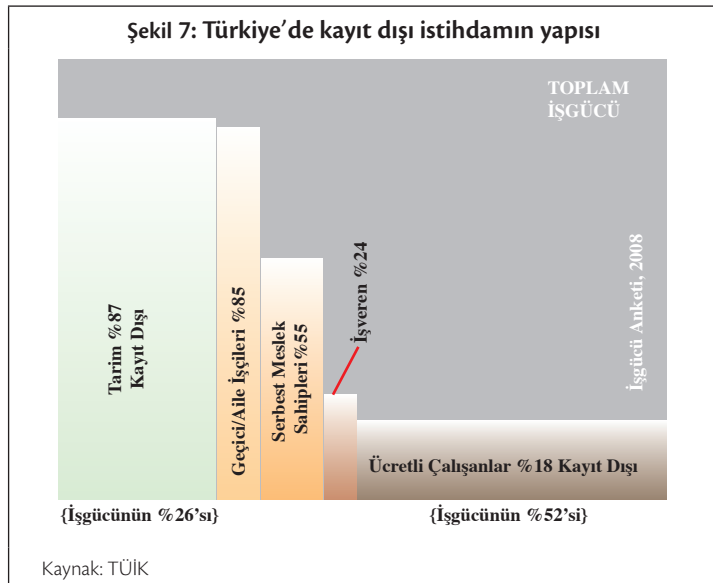 Şekil 7: Türkiye’de kayıt dışı istihdamın yapısı
TOPLAM
İŞGÜCÜ
İşgücü Anketi, 2008
Tarim %87
Kayıt Dışı
Geçici/Aile İşçileri %85
Serbest Meslek
Sahipleri %55
İşveren %24
Ücretli Çalışanlar %18 Kayıt Dışı
{İşgücünün %26’sı}
{İşgücünün %52’si}
Kaynak: TÜİK